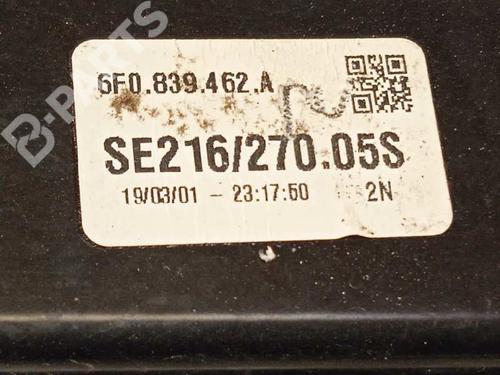 B-PARTS
6F0.839.462.A
SE216/270.05S
19/03/01 - 23:17:50 2N